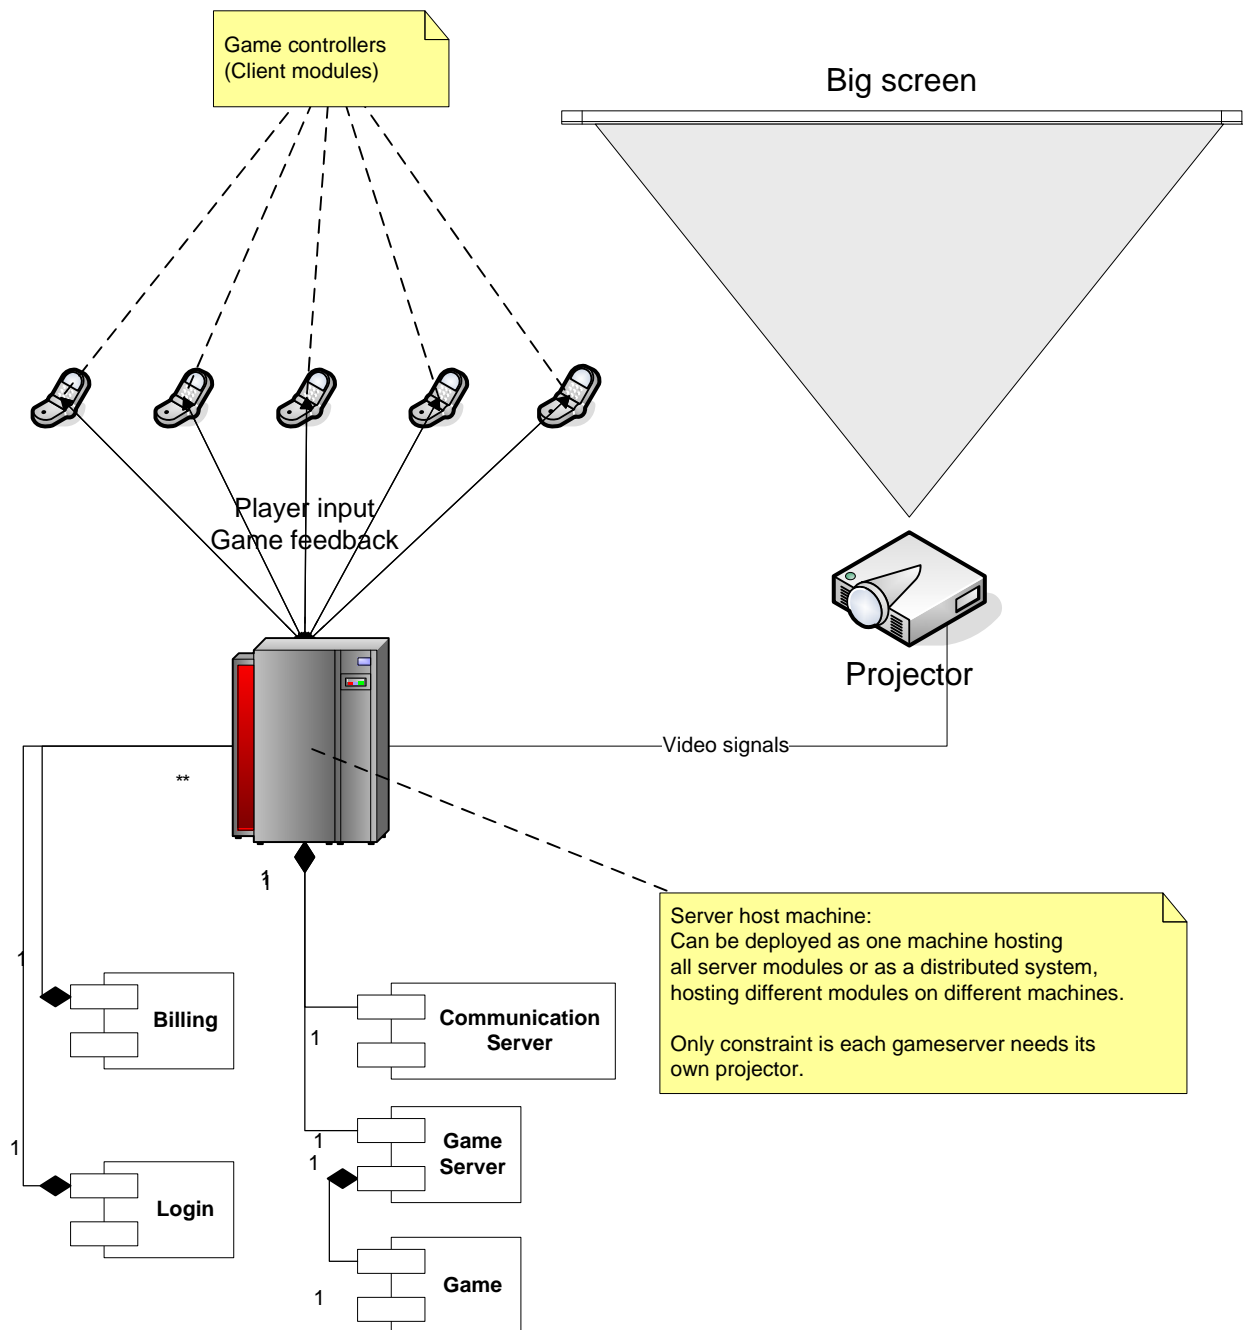 Game controllers
(Client modules)
Big screen
Player input
Game feedback
Projector
Video signals
**
1
1
1
Server host machine:
Can be deployed as one machine hosting
all server modules or as a distributed system,
hosting different modules on different machines.
Only constraint is each gameserver needs its
own projector.
Billing
Communication
Server
1
1
Login
1
1
Game
Server
1
Game